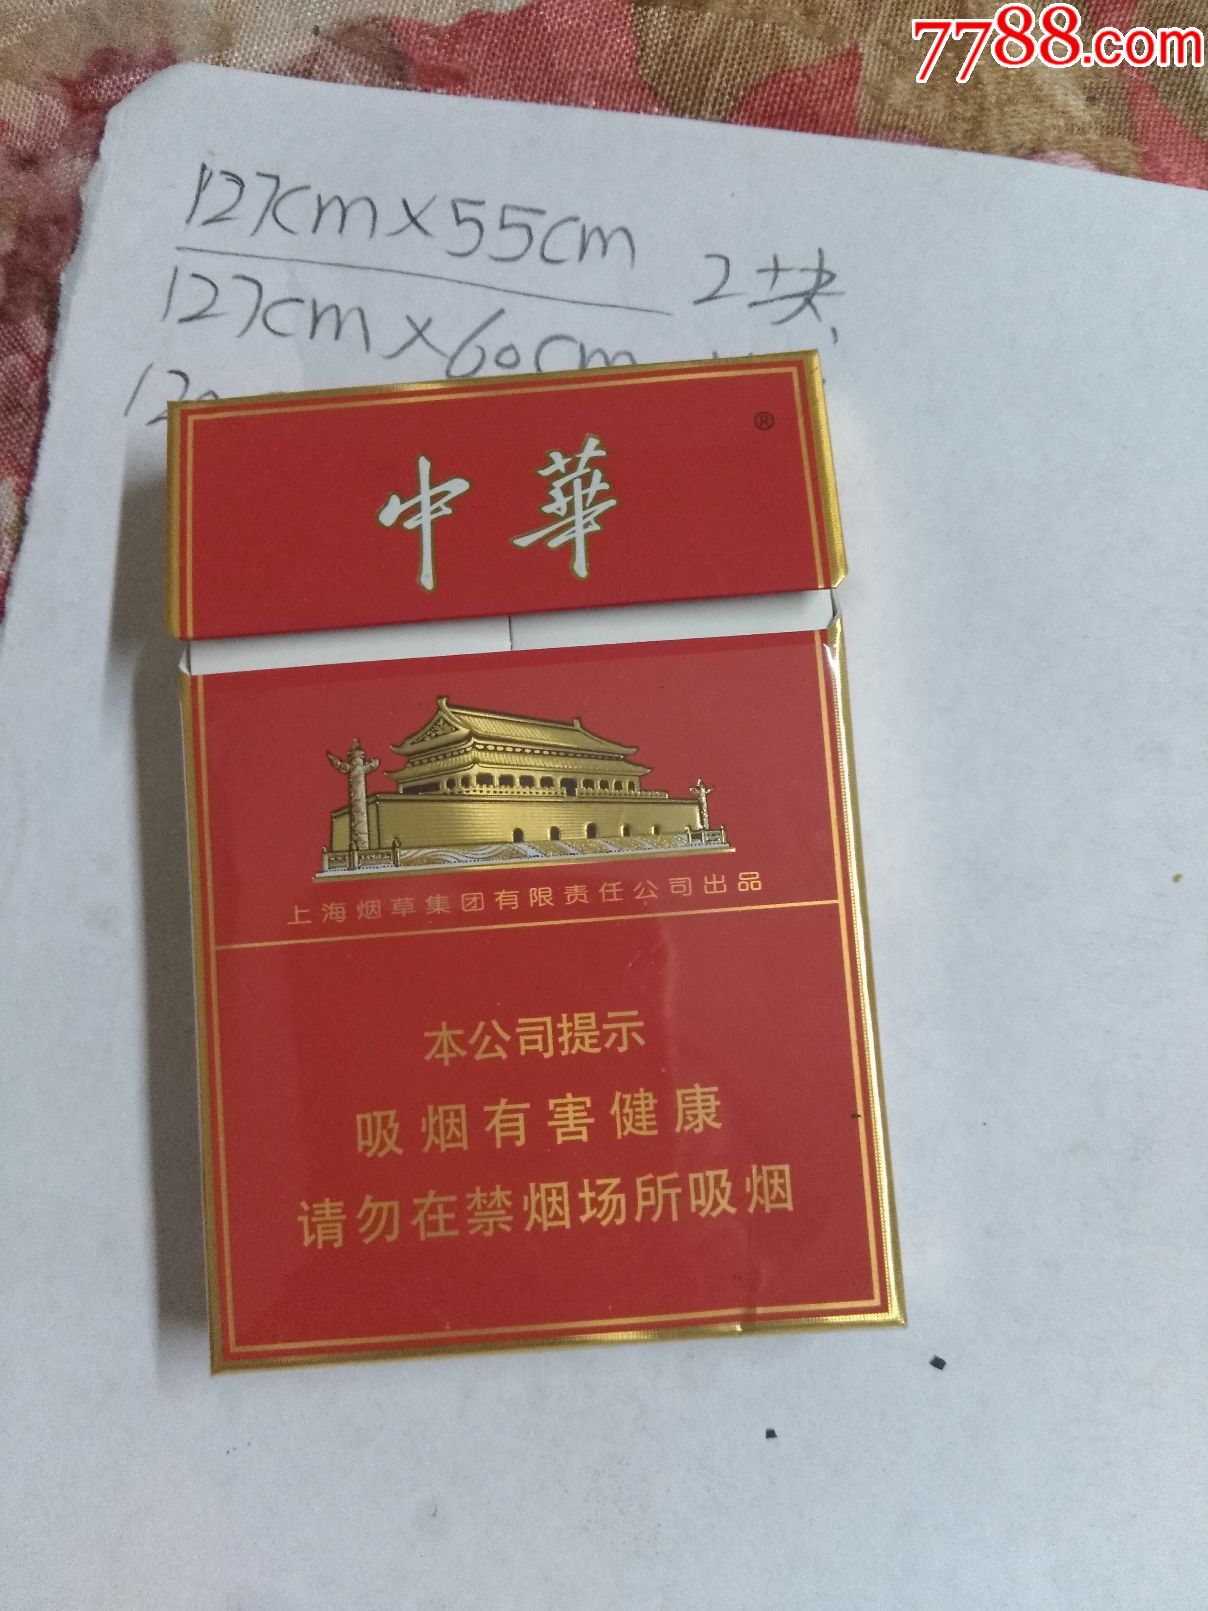 7788.com
127cm×55cm 2块
127cm×60cm
中華®
上海烟草集团有限责任公司出品
本公司提示
吸烟有害健康
请勿在禁烟场所吸烟